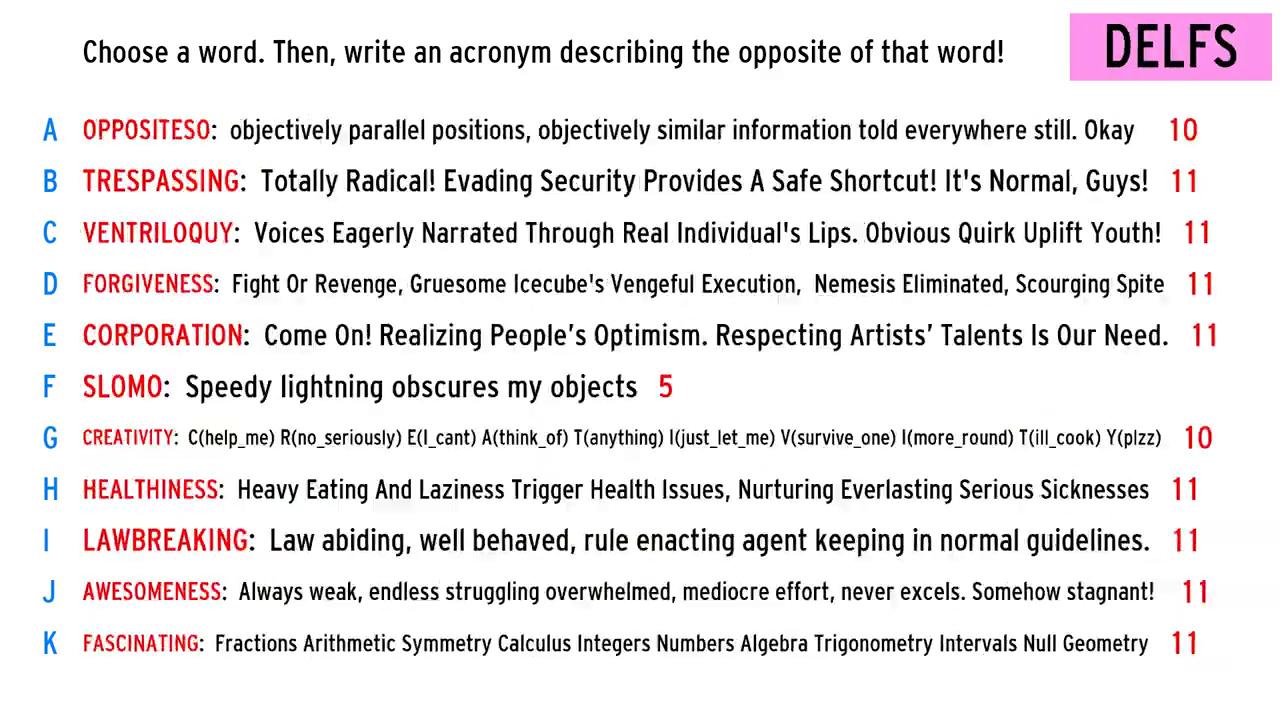 Choose a word. Then, write an acronym describing the opposite of that word!
DELFS
A OPPOSITESO: objectively parallel positions, objectively similar information told everywhere still. Okay 10
B TRESPASSING: Totally Radical! Evading Security Provides A Safe Shortcut! It's Normal, Guys! 11
C VENTRILOQUY: Voices Eagerly Narrated Through Real Individual's Lips. Obvious Quirk Uplift Youth! 11
D FORGIVENESS: Fight Or Revenge, Gruesome Icecube's Vengeful Execution, Nemesis Eliminated, Scourging Spite 11
E CORPORATION: Come On! Realizing People’s Optimism. Respecting Artists’ Talents Is Our Need. 11
F SLOMO: Speedy lightning obscures my objects 5
G CREATIVITY: C(help_me) R(no_seriously) E(I_cant) A(think_of) T(anything) I(just_let_me) V(survive_one) I(more_round) T(ill_cook) Y(plzz) 10
H HEALTHINESS: Heavy Eating And Laziness Trigger Health Issues, Nurturing Everlasting Serious Sicknesses 11
I LAWBREAKING: Law abiding, well behaved, rule enacting agent keeping in normal guidelines. 11
J AWESOMENESS: Always weak, endless struggling overwhelmed, mediocre effort, never excels. Somehow stagnant! 11
K FASCINATING: Fractions Arithmetic Symmetry Calculus Integers Numbers Algebra Trigonometry Intervals Null Geometry 11